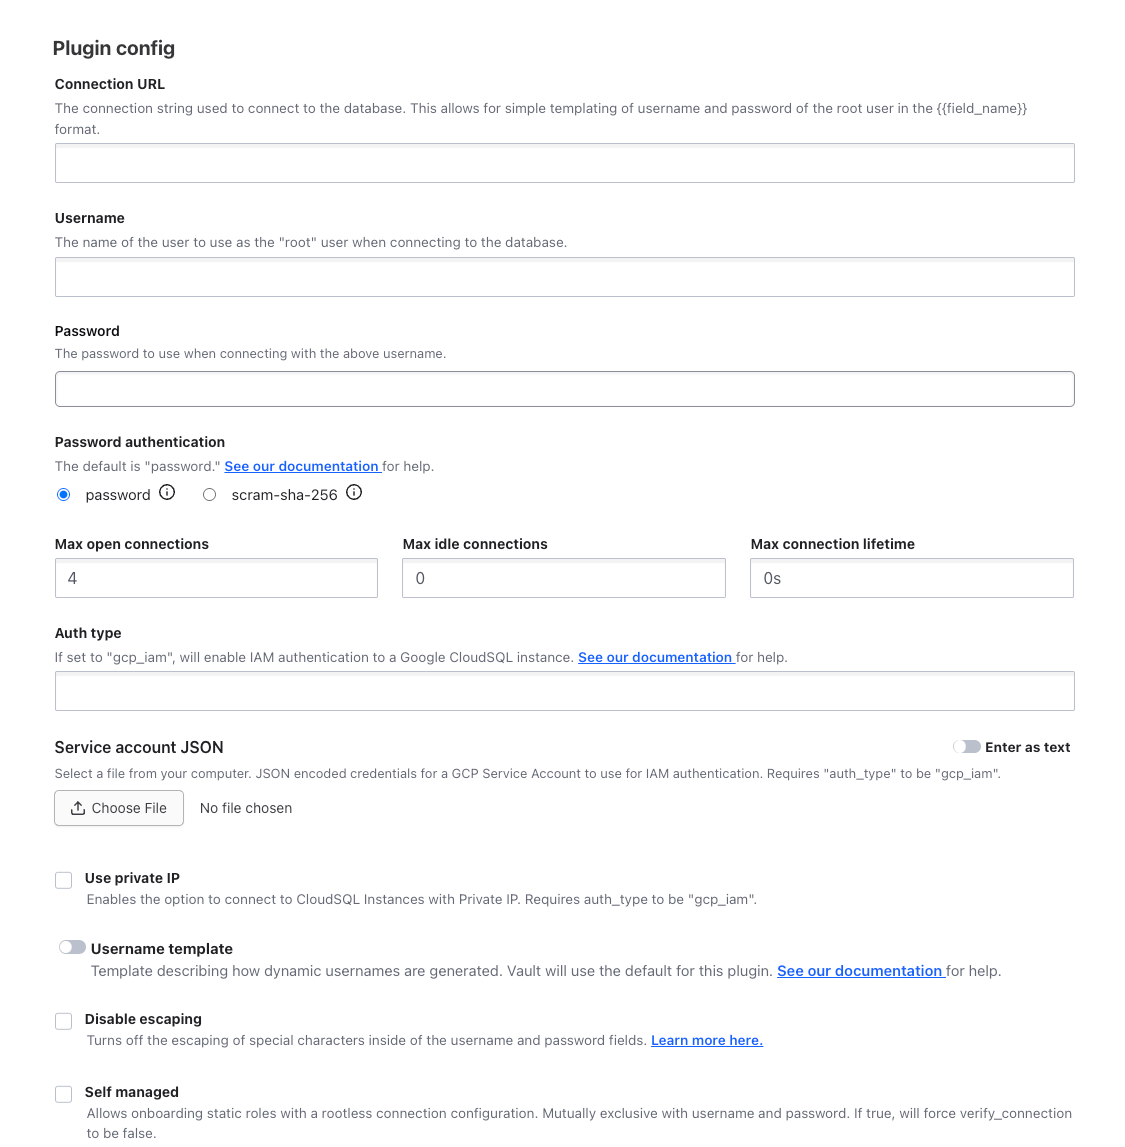 Plugin config
Connection URL
The connection string used to connect to the database. This allows for simple templating of username and password of the root user in the {{field_name}}
format.
Username
The name of the user to use as the "root" user when connecting to the database.
Password
The password to use when connecting with the above username.
Password authentication
The default is "password." See our documentation for help.
password scram-sha-256
Max open connections Max idle connections Max connection lifetime
4 0 0s
Auth type
If set to "gcp_iam", will enable IAM authentication to a Google CloudSQL instance. See our documentation for help.
Service account JSON Enter as text
Select a file from your computer. JSON encoded credentials for a GCP Service Account to use for IAM authentication. Requires "auth_type" to be "gcp_iam".
Choose File No file chosen
Use private IP
Enables the option to connect to CloudSQL Instances with Private IP. Requires auth_type to be "gcp_iam".
Username template
Template describing how dynamic usernames are generated. Vault will use the default for this plugin. See our documentation for help.
Disable escaping
Turns off the escaping of special characters inside of the username and password fields. Learn more here.
Self managed
Allows onboarding static roles with a rootless connection configuration. Mutually exclusive with username and password. If true, will force verify_connection
to be false.